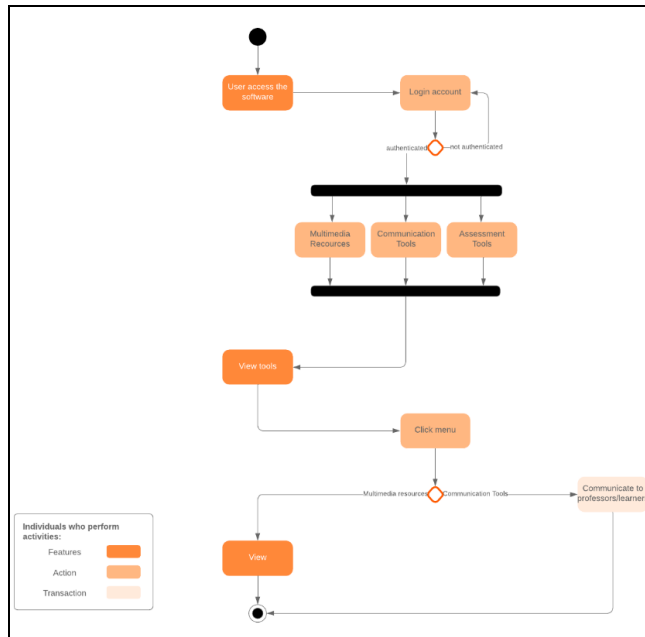 User access the
software
Login account
authenticated
not authenticated
Multimedia
Recources
Communication
Tools
Assessment
Tools
View tools
Click menu
Multimedia resources
Communication Tools
Communicate to
professors/learner
View
Individuals who perform
activities:
Features
Action
Transaction